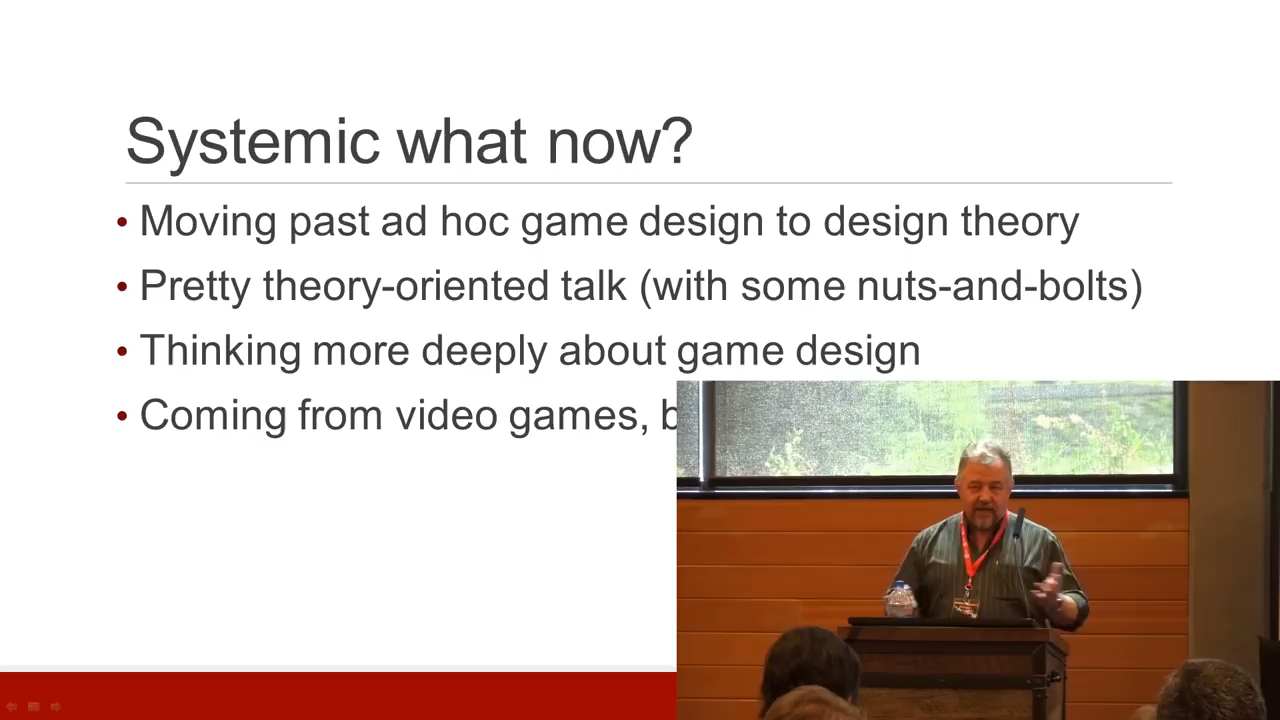 Systemic what now?
• Moving past ad hoc game design to design theory
• Pretty theory-oriented talk (with some nuts-and-bolts)
• Thinking more deeply about game design
• Coming from video games,